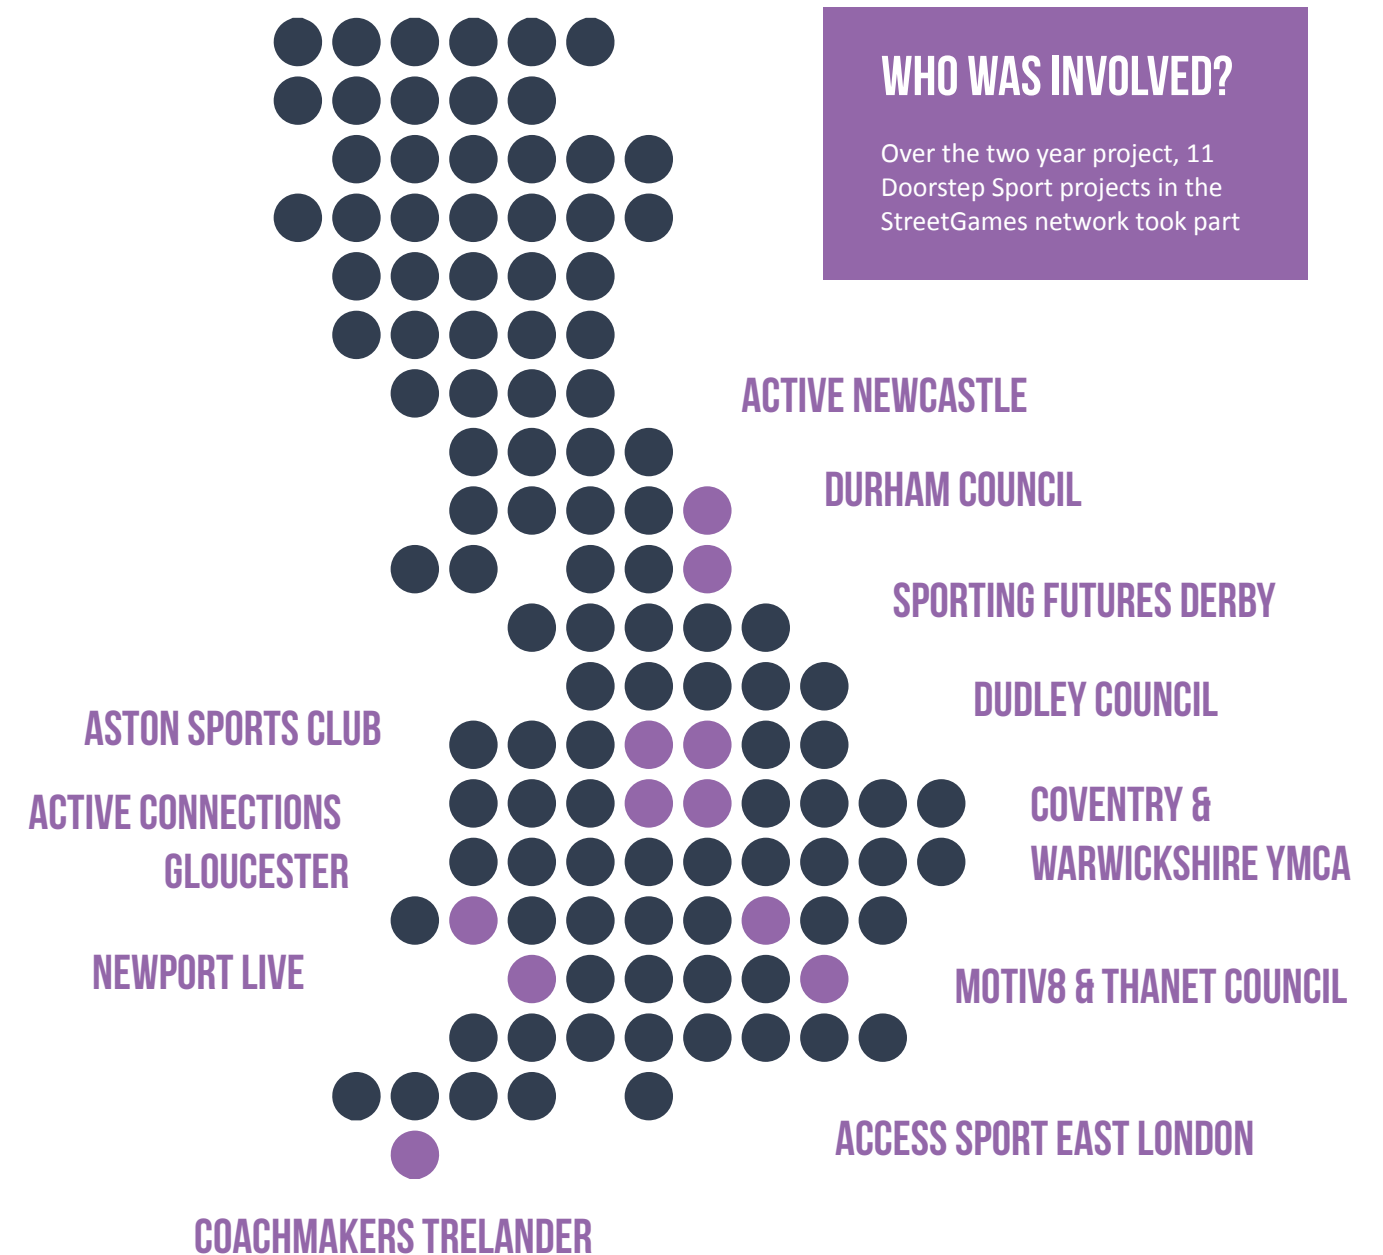 WHO WAS INVOLVED?
Over the two year project, 11
Doorstep Sport projects in the
StreetGames network took part
ACTIVE NEWCASTLE
DURHAM COUNCIL
SPORTING FUTURES DERBY
DUDLEY COUNCIL
ASTON SPORTS CLUB
COVENTRY &
WARWICKSHIRE YMCA
ACTIVE CONNECTIONS
GLOUCESTER
NEWPORT LIVE
MOTIV8 & THANET COUNCIL
ACCESS SPORT EAST LONDON
COACHMAKERS TRELANDER